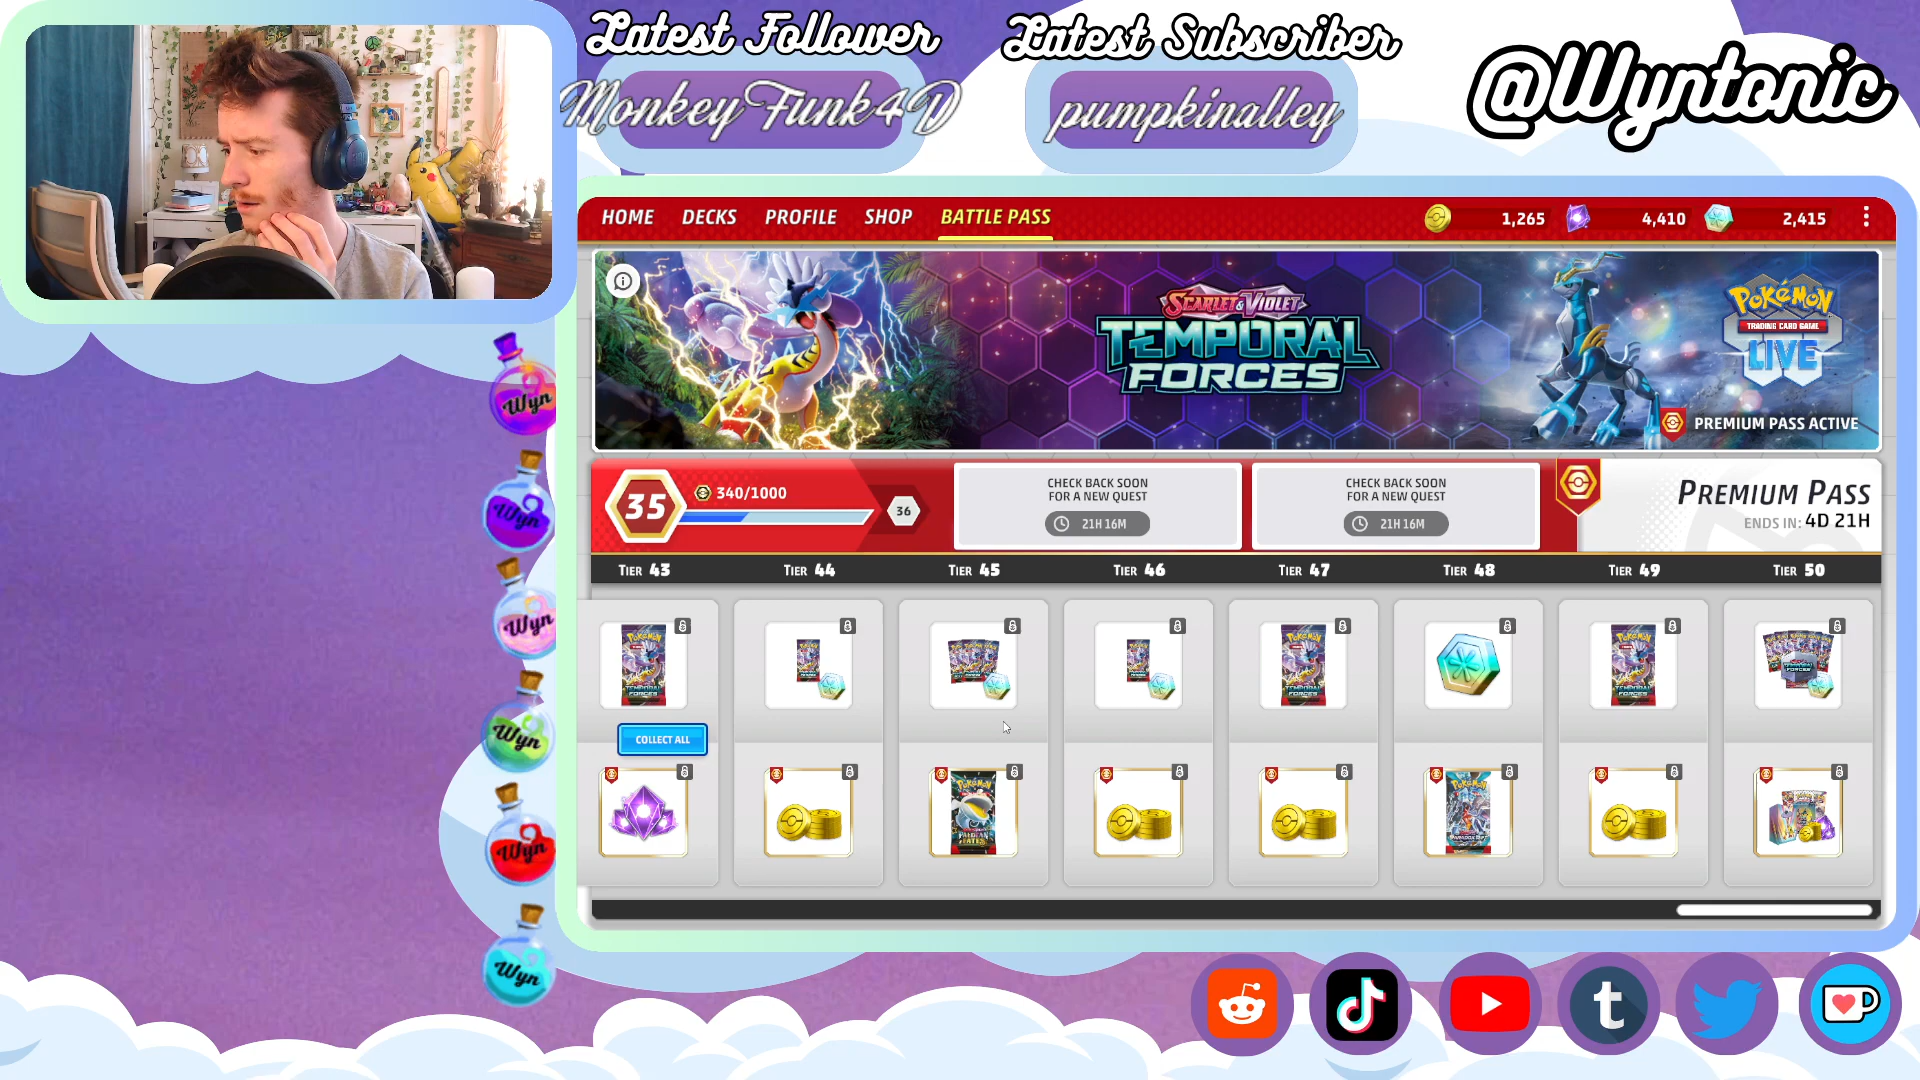 Latest Follower
MonkeyFunk4D
Latest Subscriber
pumpkinalley
@Wyntonic
HOME DECKS PROFILE SHOP BATTLE PASS
1,265 4,410 2,415
SCARLET & VIOLET
TEMPORAL
FORCES
POKéMON
TRADING CARD GAME
LIVE
PREMIUM PASS ACTIVE
35
340/1000
36
CHECK BACK SOON
FOR A NEW QUEST
21H 16M
CHECK BACK SOON
FOR A NEW QUEST
21H 16M
PREMIUM PASS
ENDS IN: 4D 21H
TIER 43 TIER 44 TIER 45 TIER 46 TIER 47 TIER 48 TIER 49 TIER 50
COLLECT ALL
Wyn
Wyn
Wyn
Wyn
Wyn
Wyn